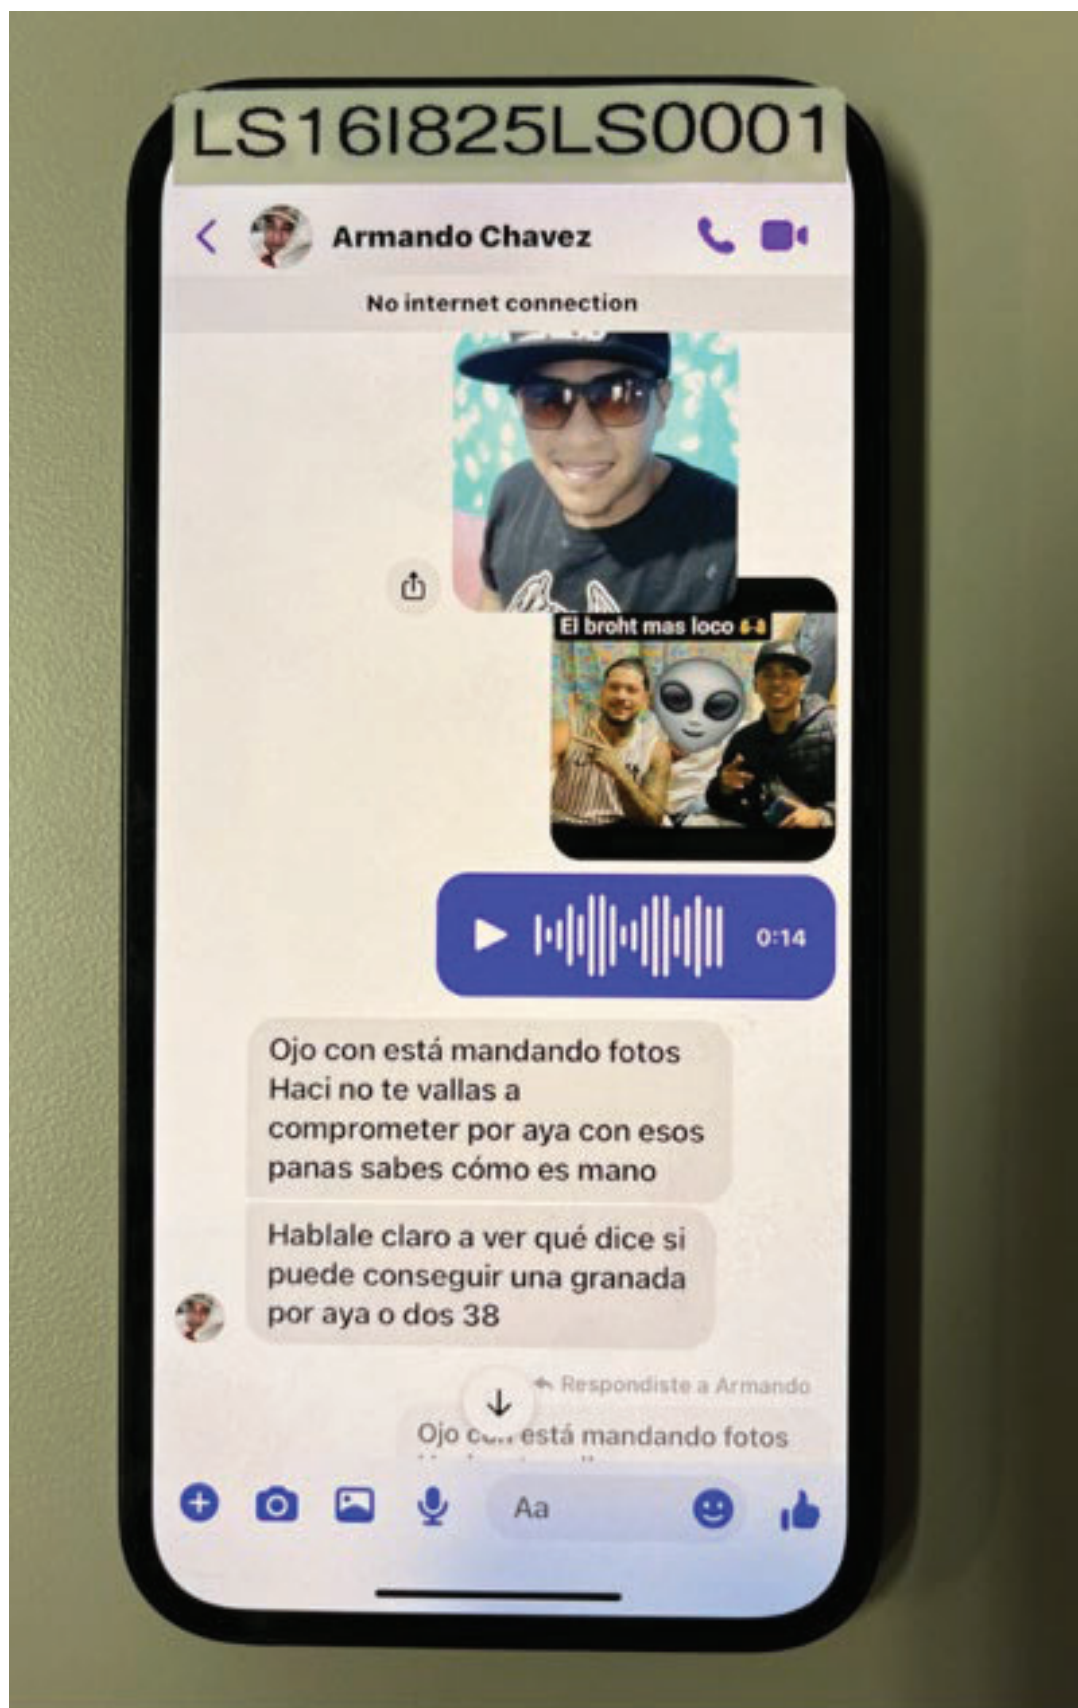 LS16I825LS0001
Armando Chavez
No internet connection
El broht mas loco
0:14
Ojo con está mandando fotos
Haci no te vallas a
comprometer por aya con esos
panas sabes cómo es mano
Hablale claro a ver qué dice si
puede conseguir una granada
por aya o dos 38
Respondiste a Armando
Ojo está mandando fotos
Aa